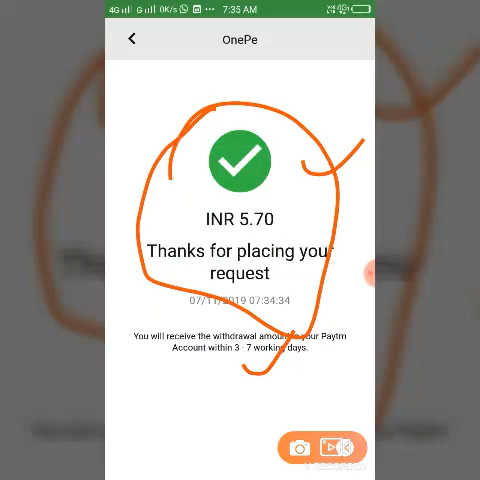 4G G 0K/s ... 7:35 AM
OnePe
INR 5.70
Thanks for placing your
request
07/11/2019 07:34:34
You will receive the withdrawal amount in your Paytm
Account within 3 - 7 working days.